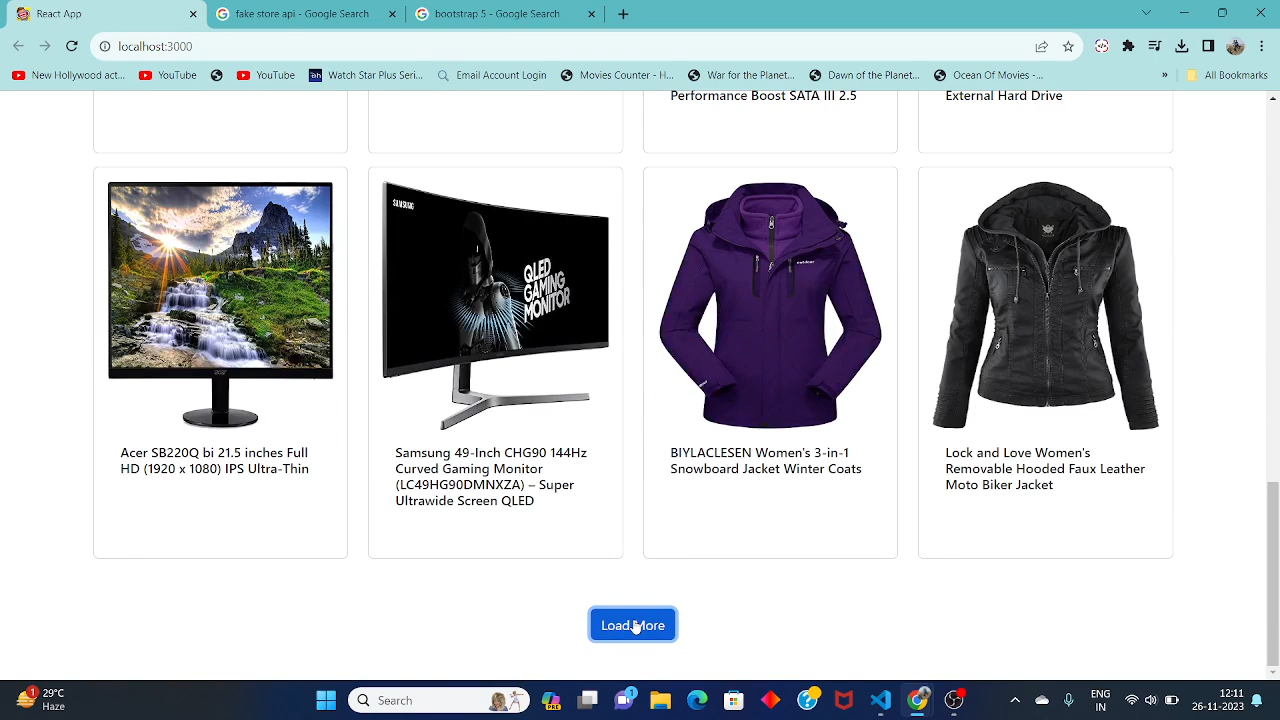 React App
fake store api - Google Search
bootstrap 5 - Google Search
localhost:3000
New Hollywood act...
YouTube
YouTube
Watch Star Plus Seri...
Email Account Login
Movies Counter - H...
War for the Planet...
Dawn of the Planet...
Ocean Of Movies -...
»
All Bookmarks
Performance Boost SATA III 2.5
External Hard Drive
acer
SAMSUNG
QLED
GAMING
MONITOR
outdoor
Acer SB220Q bi 21.5 inches Full
HD (1920 x 1080) IPS Ultra-Thin
Samsung 49-Inch CHG90 144Hz
Curved Gaming Monitor
(LC49HG90DMNXZA) – Super
Ultrawide Screen QLED
BIYLACLESEN Women's 3-in-1
Snowboard Jacket Winter Coats
Lock and Love Women's
Removable Hooded Faux Leather
Moto Biker Jacket
Load More
1
29°C
Haze
Search
PRE
1
ENG
IN
12:11
26-11-2023